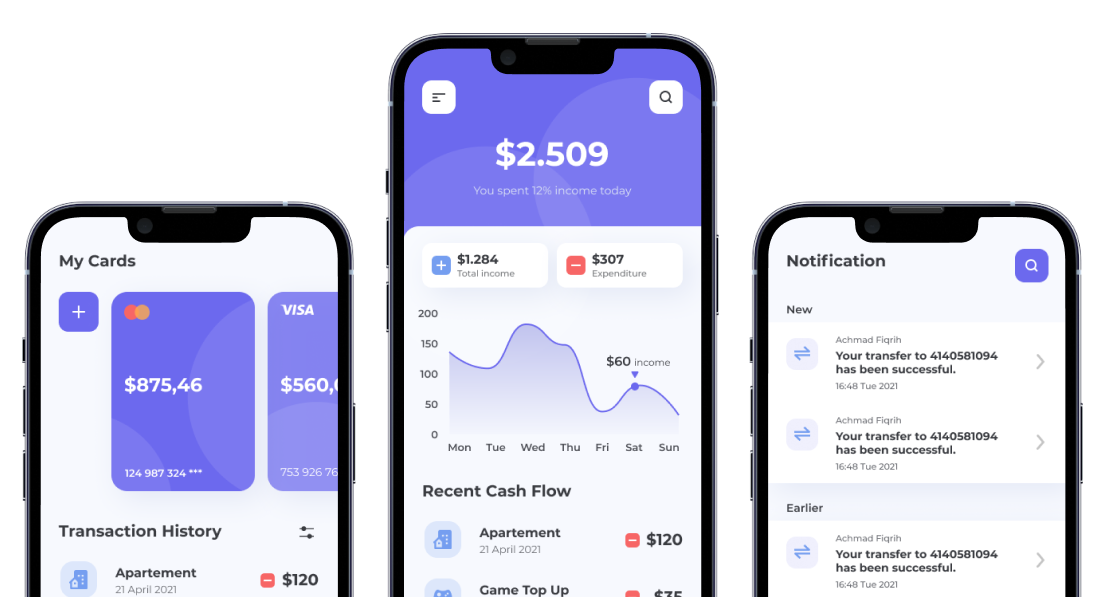 My Cards
VISA
$875,46
$560,0
124 987 324 ***
753 926 76
Transaction History
Apartement
21 April 2021
$120
$2.509
You spent 12% income today
$1.284
Total income
$307
Expenditure
200
150
100
50
0
$60 income
Mon Tue Wed Thu Fri Sat Sun
Recent Cash Flow
Apartement
21 April 2021
$120
Game Top Up
$35
Notification
New
Achmad Fiqrih
Your transfer to 4140581094
has been successful.
16:48 Tue 2021
Achmad Fiqrih
Your transfer to 4140581094
has been successful.
16:48 Tue 2021
Earlier
Achmad Fiqrih
Your transfer to 4140581094
has been successful.
16:48 Tue 2021